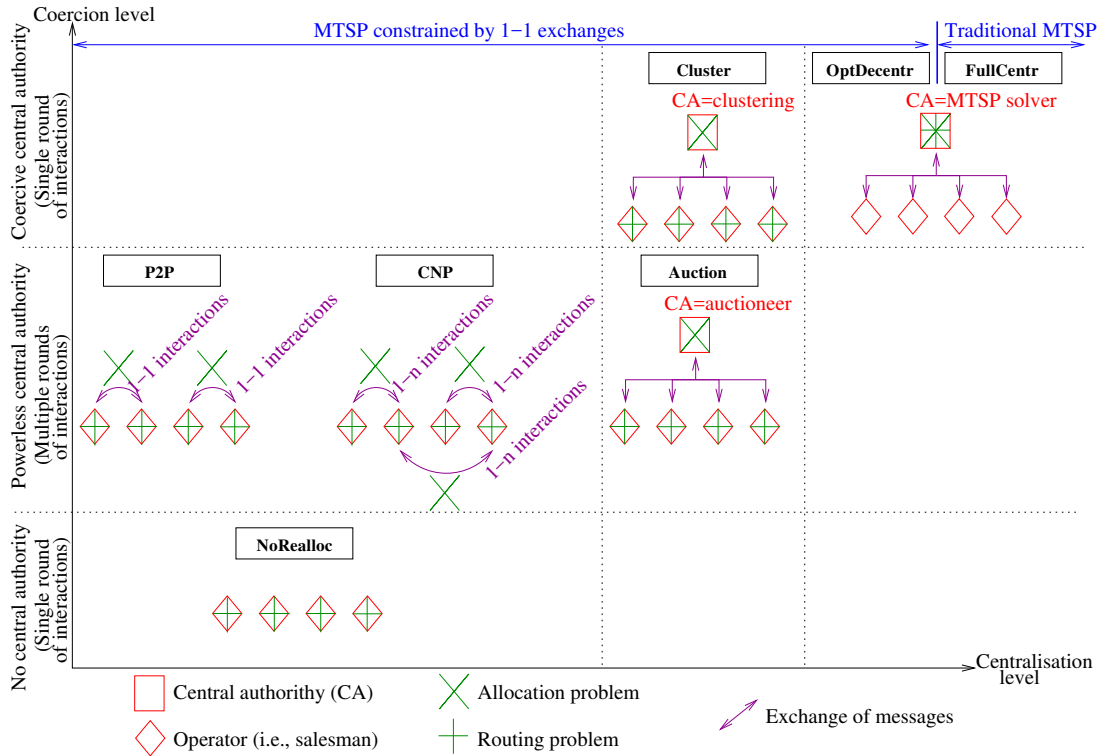 Coercion level
MTSP constrained by 1−1 exchanges
Traditional MTSP
Cluster
OptDecentr
FullCentr
CA=clustering
CA=MTSP solver
Coercive central authority
(Single round
of interactions)
P2P
CNP
Auction
CA=auctioneer
1−1 interactions
1−1 interactions
1−n interactions
1−n interactions
1−n interactions
Powerless central authority
(Multiple rounds
of interactions)
NoRealloc
No central authority
(Single round
of interactions)
Centralisation
level
Central authorithy (CA)
Allocation problem
Exchange of messages
Operator (i.e., salesman)
Routing problem